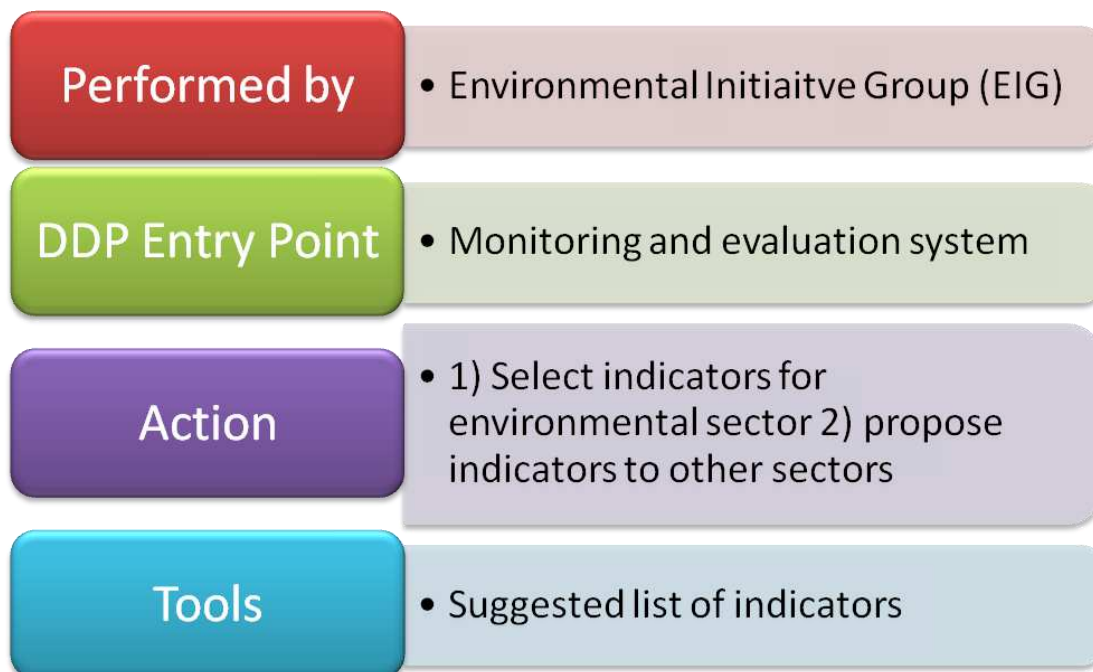 Performed by
• Environmental Initiaitve Group (EIG)
DDP Entry Point
• Monitoring and evaluation system
Action
• 1) Select indicators for
environmental sector 2) propose
indicators to other sectors
Tools
• Suggested list of indicators